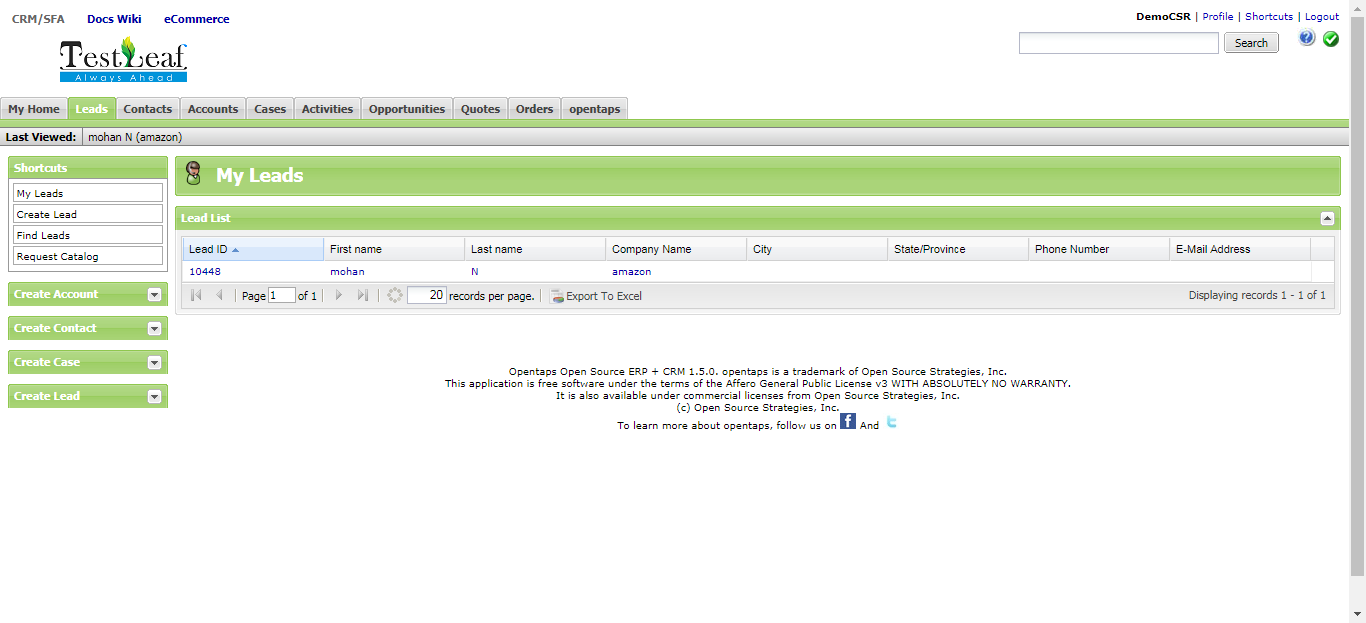 CRM/SFA Docs Wiki eCommerce
DemoCSR | Profile | Shortcuts | Logout
TestLeaf
Always Ahead
Search
?
My Home Leads Contacts Accounts Cases Activities Opportunities Quotes Orders opentaps
Last Viewed: mohan N (amazon)
Shortcuts
My Leads
Create Lead
Find Leads
Request Catalog
Create Account
Create Contact
Create Case
Create Lead
My Leads
Lead List
Lead ID First name Last name Company Name City State/Province Phone Number E-Mail Address
10448 mohan N amazon
Page 1 of 1 20 records per page. Export To Excel Displaying records 1 - 1 of 1
Opentaps Open Source ERP + CRM 1.5.0. opentaps is a trademark of Open Source Strategies, Inc.
This application is free software under the terms of the Affero General Public License v3 WITH ABSOLUTELY NO WARRANTY.
It is also available under commercial licenses from Open Source Strategies, Inc.
(c) Open Source Strategies, Inc.
To learn more about opentaps, follow us on f And t